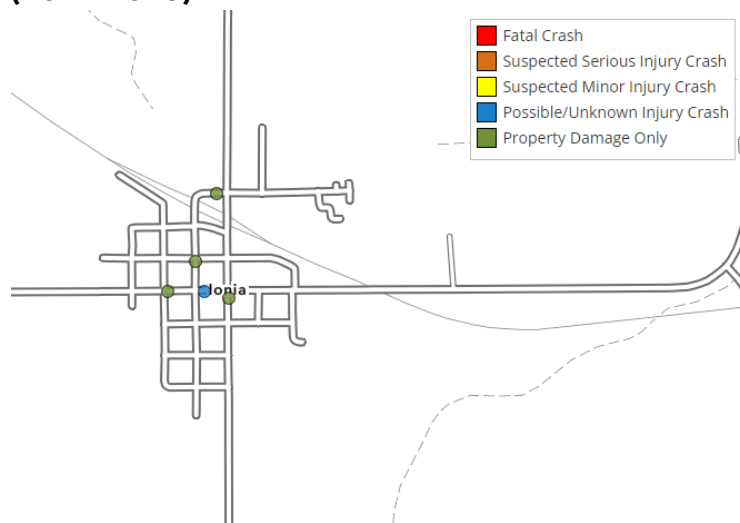 Fatal Crash
Suspected Serious Injury Crash
Suspected Minor Injury Crash
Possible/Unknown Injury Crash
Property Damage Only
Ionia